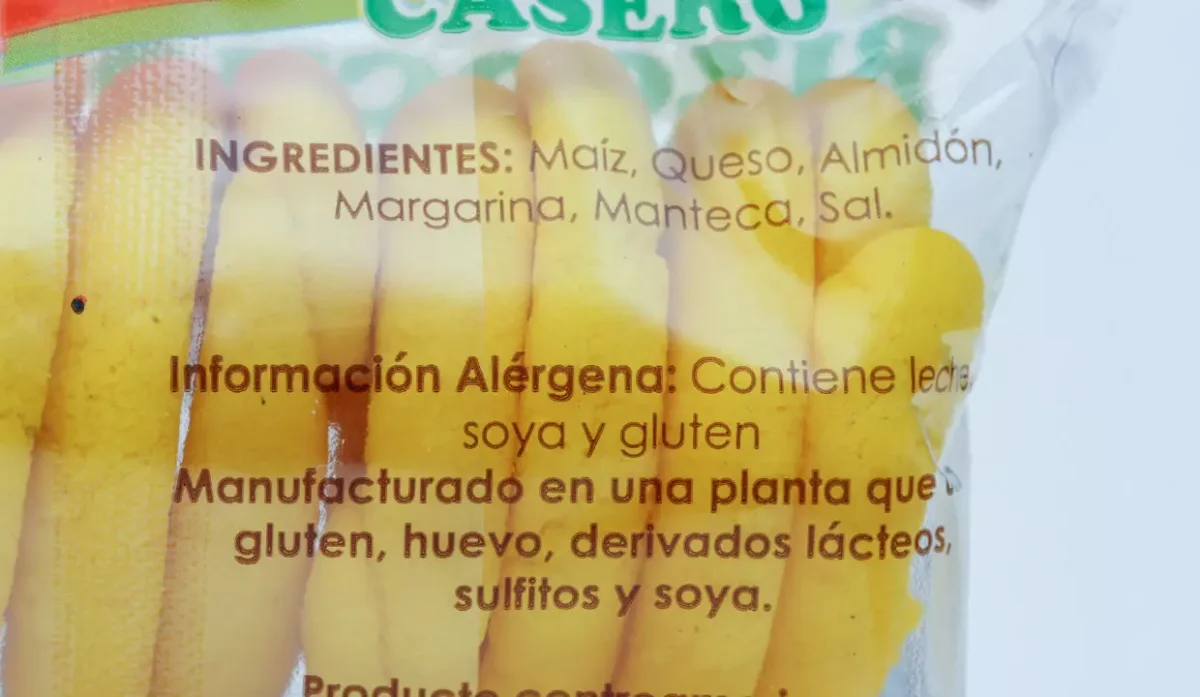 CASERO
INGREDIENTES: Maíz, Queso, Almidón,
Margarina, Manteca, Sal.
Información Alérgena: Contiene leche,
soya y gluten
Manufacturado en una planta que
gluten, huevo, derivados lácteos,
sulfitos y soya.
Producto